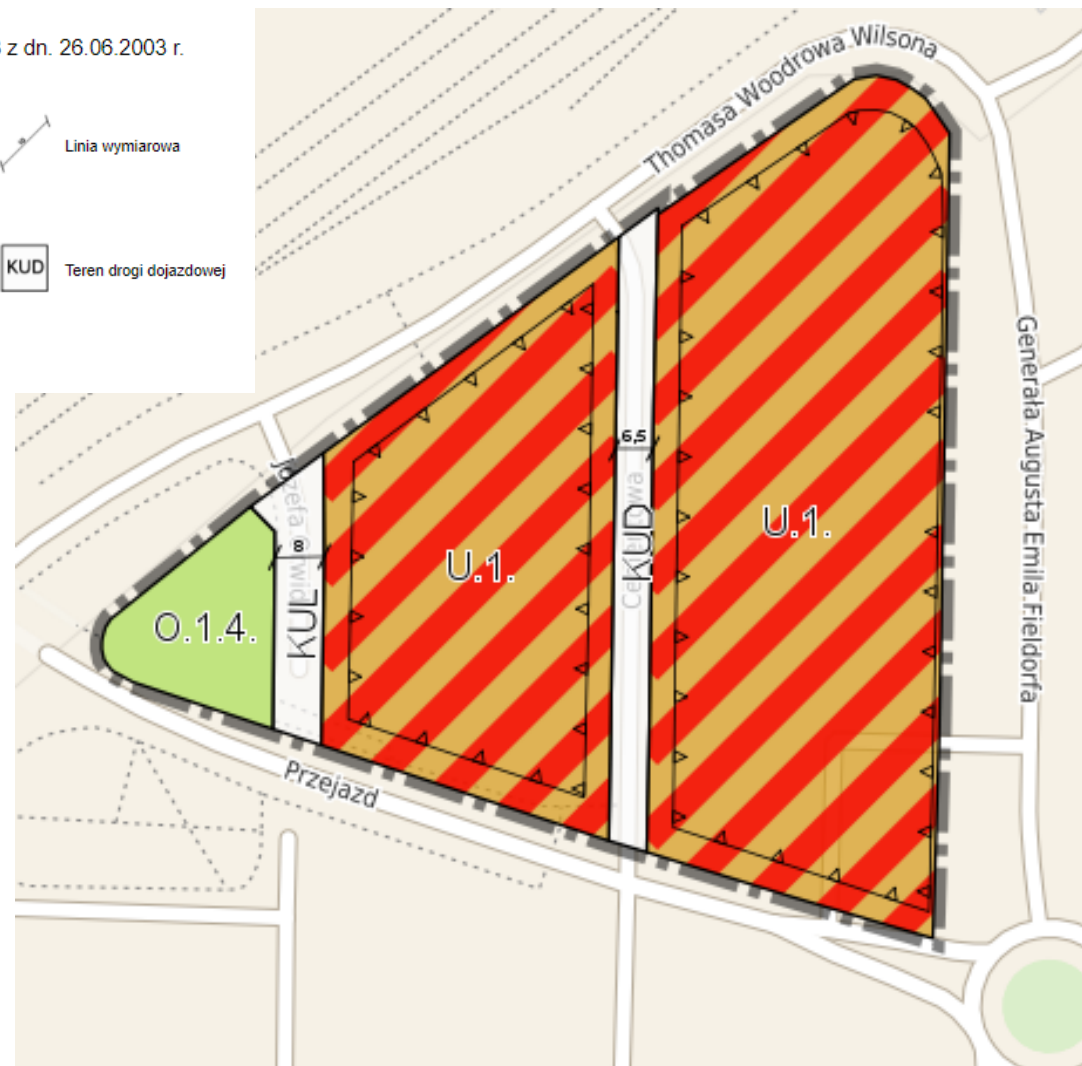 z dn. 26.06.2003 r.
Linia wymiarowa
KUD
Teren drogi dojazdowej
Thomasa Woodrowa Wilsona
Generała Augusta Emila Fieldorfa
6,5
U.1.
KUD
U.1.
8
KUL
O.1.4.
Przejazd